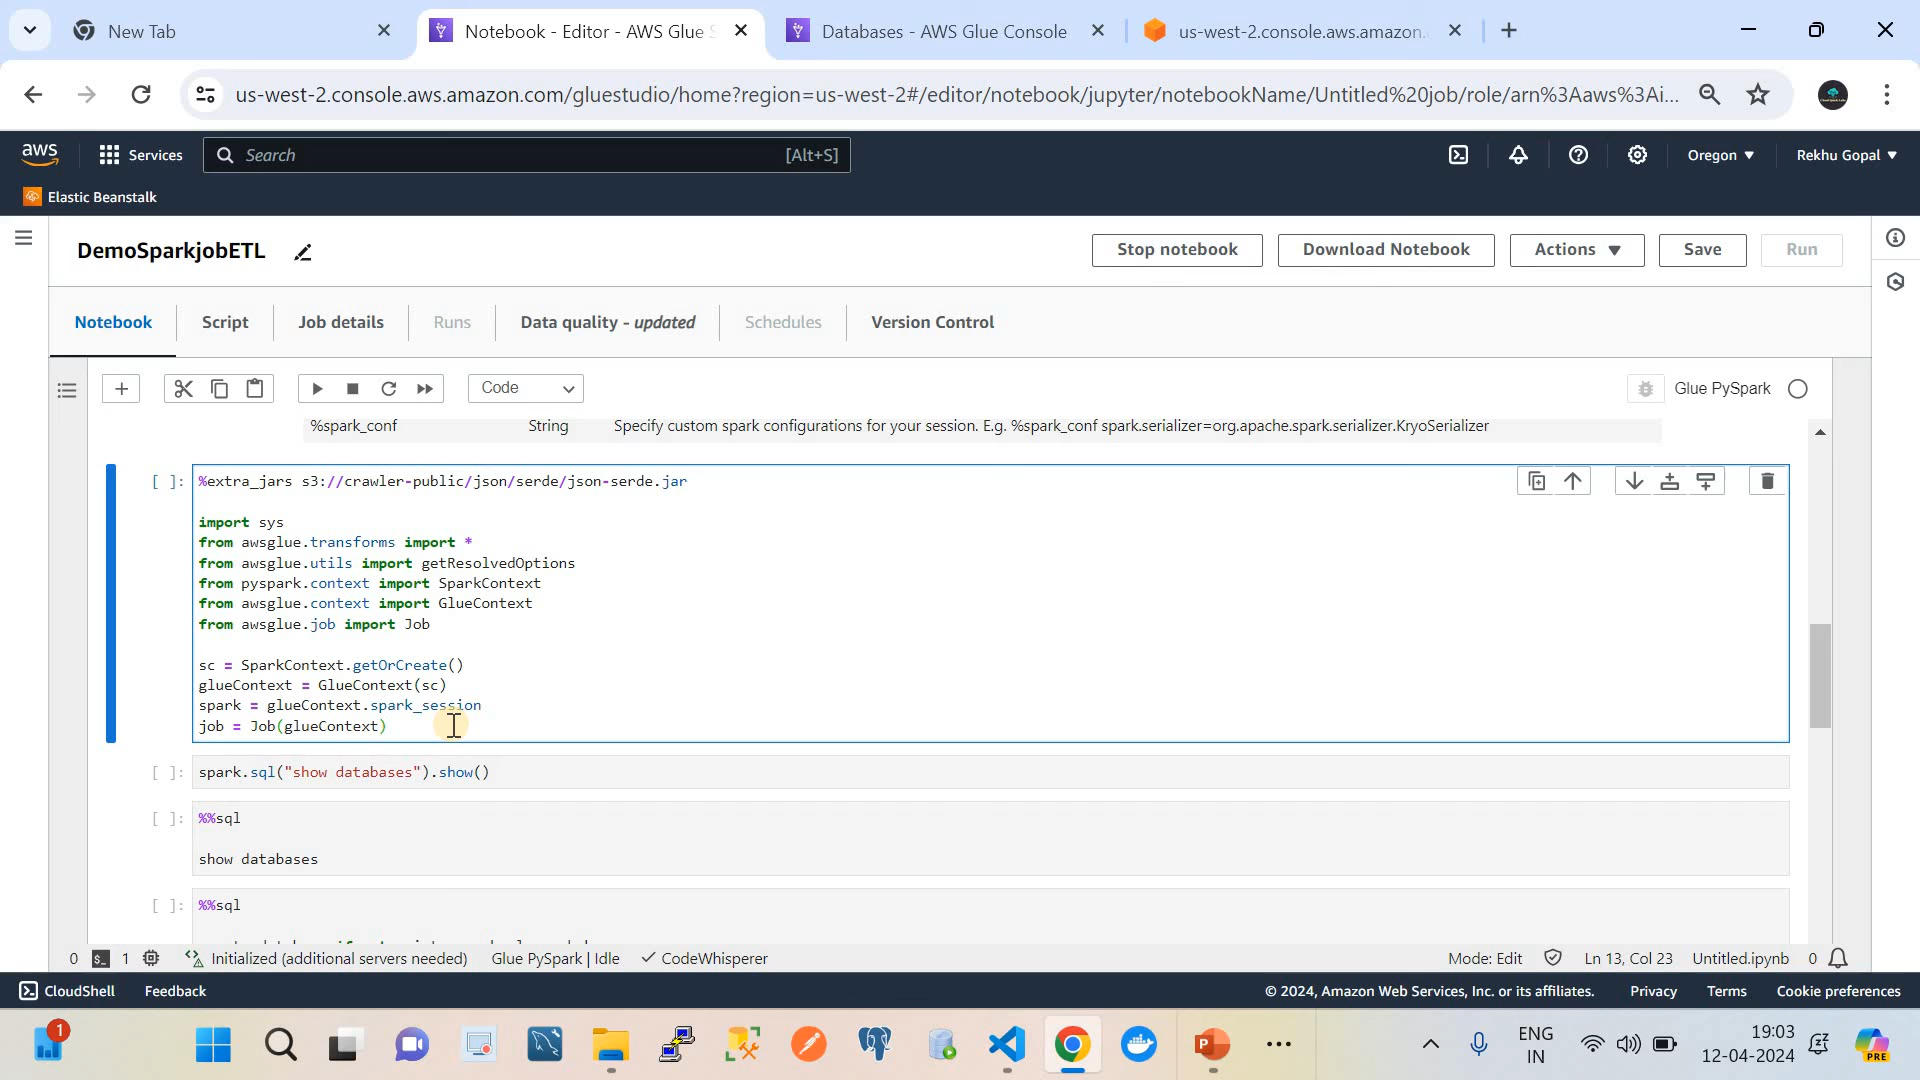 New Tab
Notebook - Editor - AWS Glue S
Databases - AWS Glue Console
us-west-2.console.aws.amazon.
us-west-2.console.aws.amazon.com/gluestudio/home?region=us-west-2#/editor/notebook/jupyter/notebookName/Untitled%20job/role/arn%3Aaws%3Ai...
aws
Services
Search
[Alt+S]
Oregon
Rekhu Gopal
Elastic Beanstalk
DemoSparkjobETL
Stop notebook
Download Notebook
Actions
Save
Run
Notebook
Script
Job details
Runs
Data quality - updated
Schedules
Version Control
Code
Glue PySpark
%spark_conf String Specify custom spark configurations for your session. E.g. %spark_conf spark.serializer=org.apache.spark.serializer.KryoSerializer
[ ]: %extra_jars s3://crawler-public/json/serde/json-serde.jar
import sys
from awsglue.transforms import *
from awsglue.utils import getResolvedOptions
from pyspark.context import SparkContext
from awsglue.context import GlueContext
from awsglue.job import Job
sc = SparkContext.getOrCreate()
glueContext = GlueContext(sc)
spark = glueContext.spark_session
job = Job(glueContext)
[ ]: spark.sql("show databases").show()
[ ]: %%sql
show databases
[ ]: %%sql
0 $_ 1 Initialized (additional servers needed) Glue PySpark | Idle CodeWhisperer Mode: Edit Ln 13, Col 23 Untitled.ipynb 0
CloudShell Feedback © 2024, Amazon Web Services, Inc. or its affiliates. Privacy Terms Cookie preferences
1
P
ENG
IN
19:03
12-04-2024
PRE